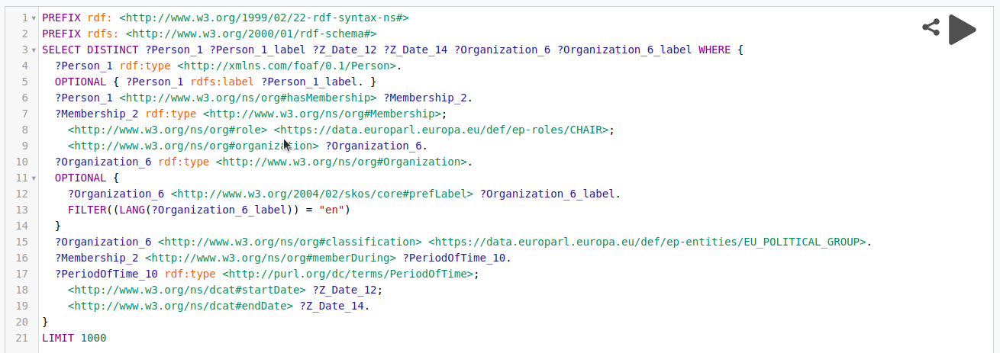 1 PREFIX rdf: <http://www.w3.org/1999/02/22-rdf-syntax-ns#>
2 PREFIX rdfs: <http://www.w3.org/2000/01/rdf-schema#>
3 SELECT DISTINCT ?Person_1 ?Person_1_label ?Z_Date_12 ?Z_Date_14 ?Organization_6 ?Organization_6_label WHERE {
4   ?Person_1 rdf:type <http://xmlns.com/foaf/0.1/Person>.
5   OPTIONAL { ?Person_1 rdfs:label ?Person_1_label. }
6   ?Person_1 <http://www.w3.org/ns/org#hasMembership> ?Membership_2.
7   ?Membership_2 rdf:type <http://www.w3.org/ns/org#Membership>;
8     <http://www.w3.org/ns/org#role> <https://data.europarl.europa.eu/def/ep-roles/CHAIR>;
9     <http://www.w3.org/ns/org#organization> ?Organization_6.
10   ?Organization_6 rdf:type <http://www.w3.org/ns/org#Organization>.
11   OPTIONAL {
12     ?Organization_6 <http://www.w3.org/2004/02/skos/core#prefLabel> ?Organization_6_label.
13     FILTER((LANG(?Organization_6_label)) = "en")
14   }
15   ?Organization_6 <http://www.w3.org/ns/org#classification> <https://data.europarl.europa.eu/def/ep-entities/EU_POLITICAL_GROUP>.
16   ?Membership_2 <http://www.w3.org/ns/org#memberDuring> ?PeriodOfTime_10.
17   ?PeriodOfTime_10 rdf:type <http://purl.org/dc/terms/PeriodOfTime>;
18     <http://www.w3.org/ns/dcat#startDate> ?Z_Date_12;
19     <http://www.w3.org/ns/dcat#endDate> ?Z_Date_14.
20 }
21 LIMIT 1000